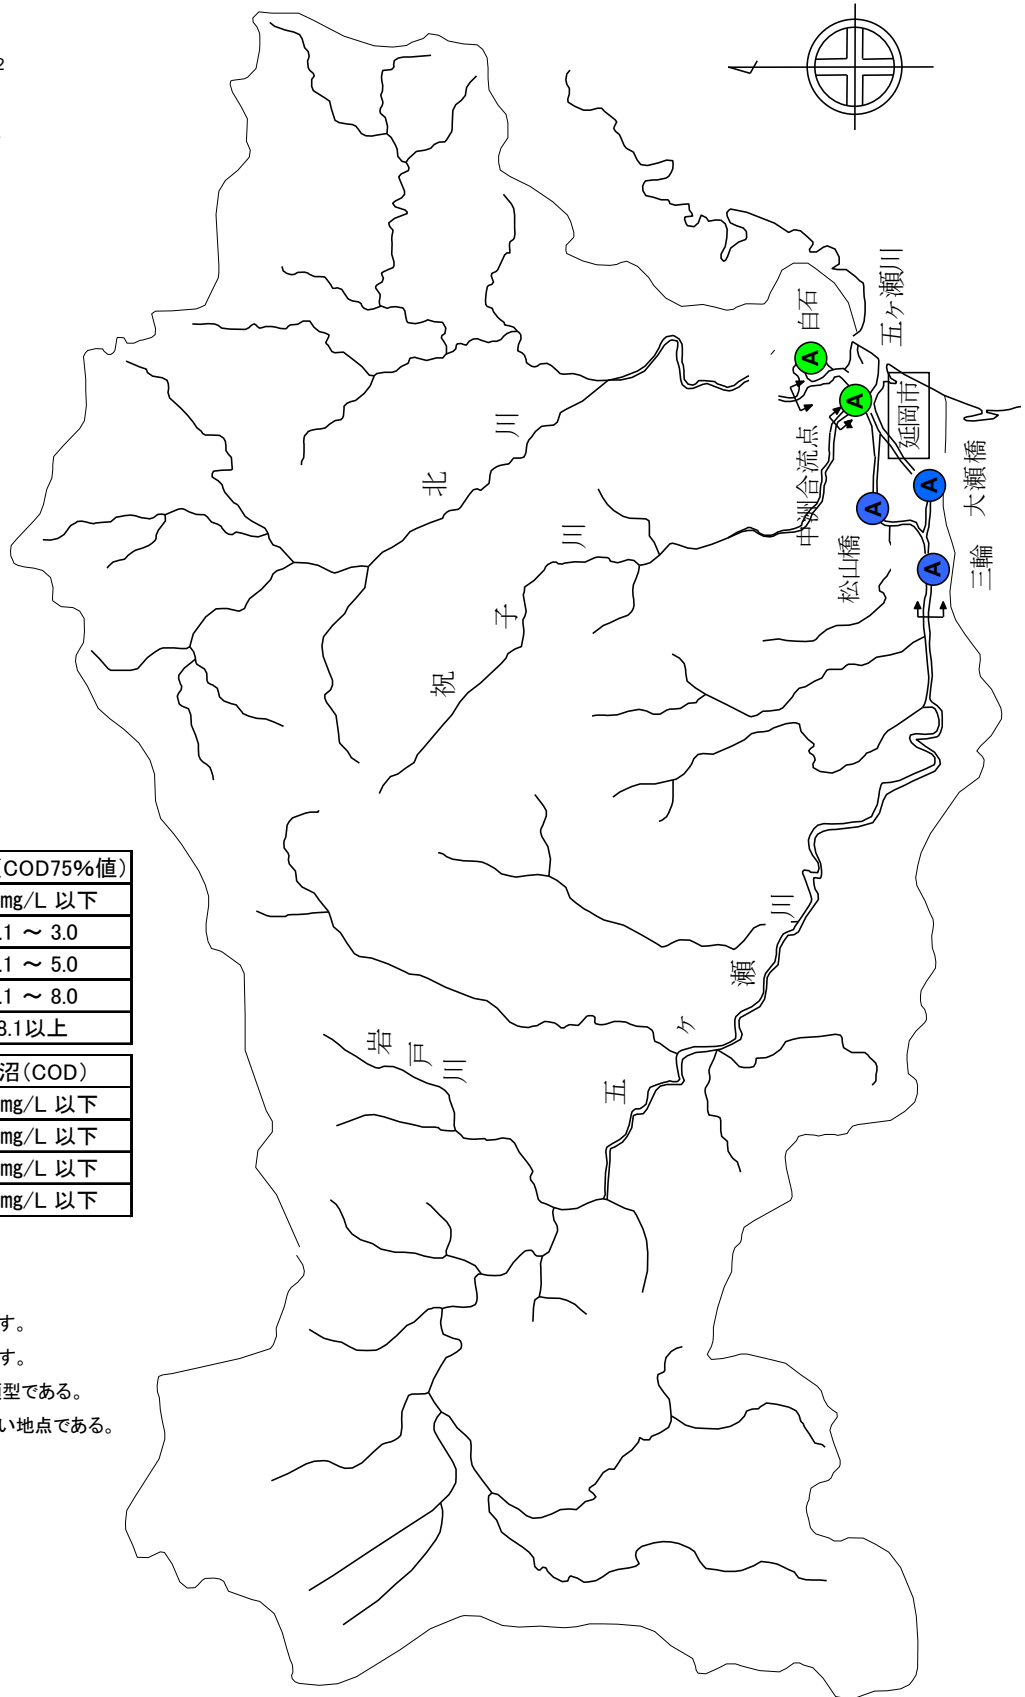 2
白石
五ヶ瀬川
延岡市
中洲合流点
大瀬橋
松山橋
三輪
A
A
A
A
A
北川
祝子川
五ヶ瀬川
岩戸川
(COD75%値)
mg/L 以下
.1 ～ 3.0
.1 ～ 5.0
.1 ～ 8.0
8.1以上
沼(COD)
mg/L 以下
mg/L 以下
mg/L 以下
mg/L 以下
す。
す。
型である。
い地点である。